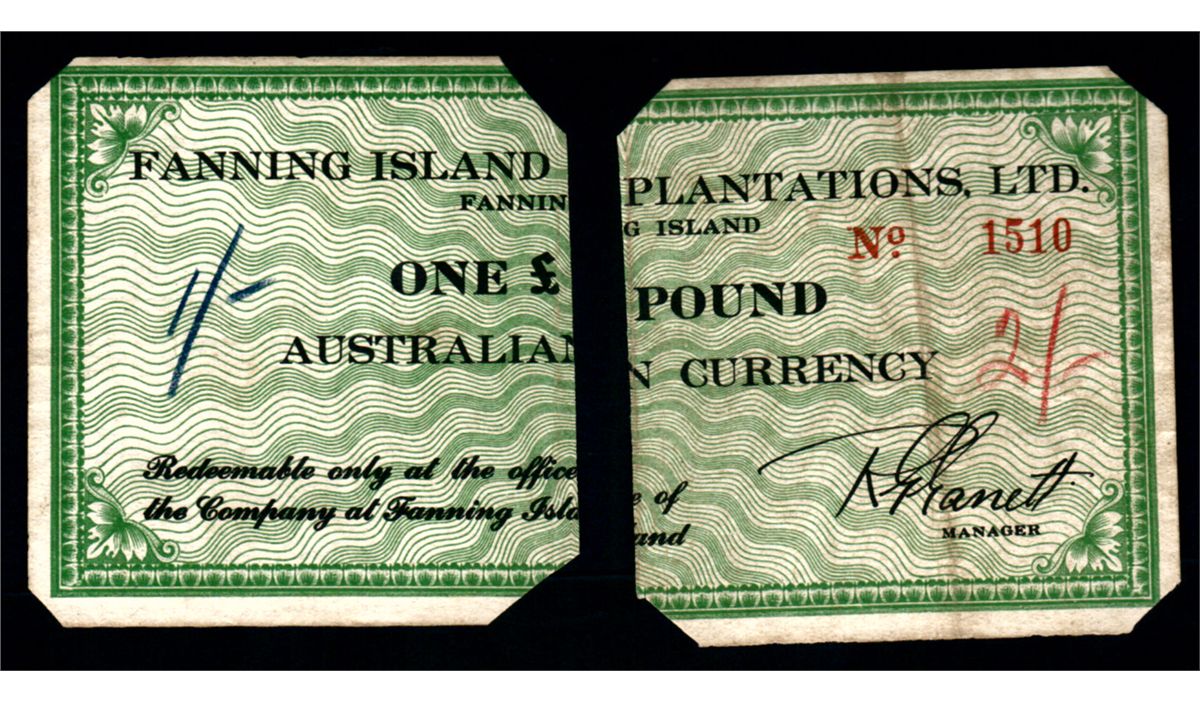 FANNING ISLAND
FANNIN
1/-
ONE £
AUSTRALIAN
Redeemable only at the office
the Company at Fanning Isla
PLANTATIONS, LTD.
G ISLAND
Nº 1510
POUND
N CURRENCY
2/-
e of
and
MANAGER